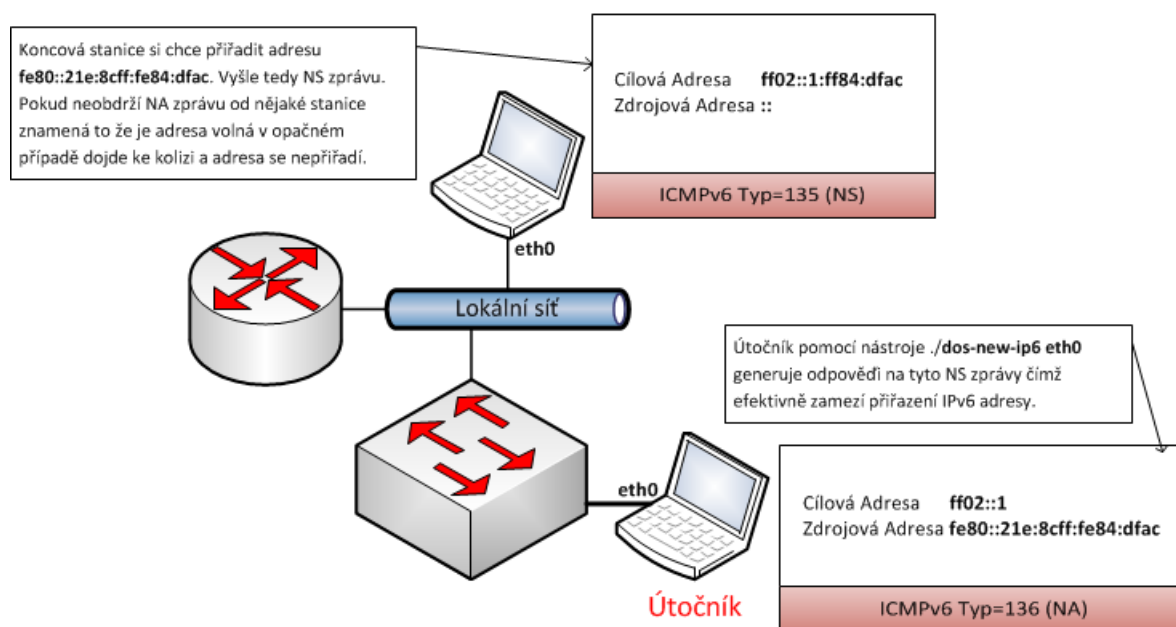 Koncová stanice si chce přiřadit adresu
fe80::21e:8cff:fe84:dfac. Vyšle tedy NS zprávu.
Pokud neobdrží NA zprávu od nějaké stanice
znamená to že je adresa volná v opačném
případě dojde ke kolizi a adresa se nepřiřadí.
Cílová Adresa ff02::1:ff84:dfac
Zdrojová Adresa ::
ICMPv6 Typ=135 (NS)
eth0
Lokální síť
Útočník pomocí nástroje ./dos-new-ip6 eth0
generuje odpověďi na tyto NS zprávy čímž
efektivně zamezí přiřazení IPv6 adresy.
eth0
Cílová Adresa ff02::1
Zdrojová Adresa fe80::21e:8cff:fe84:dfac
ICMPv6 Typ=136 (NA)
Útočník